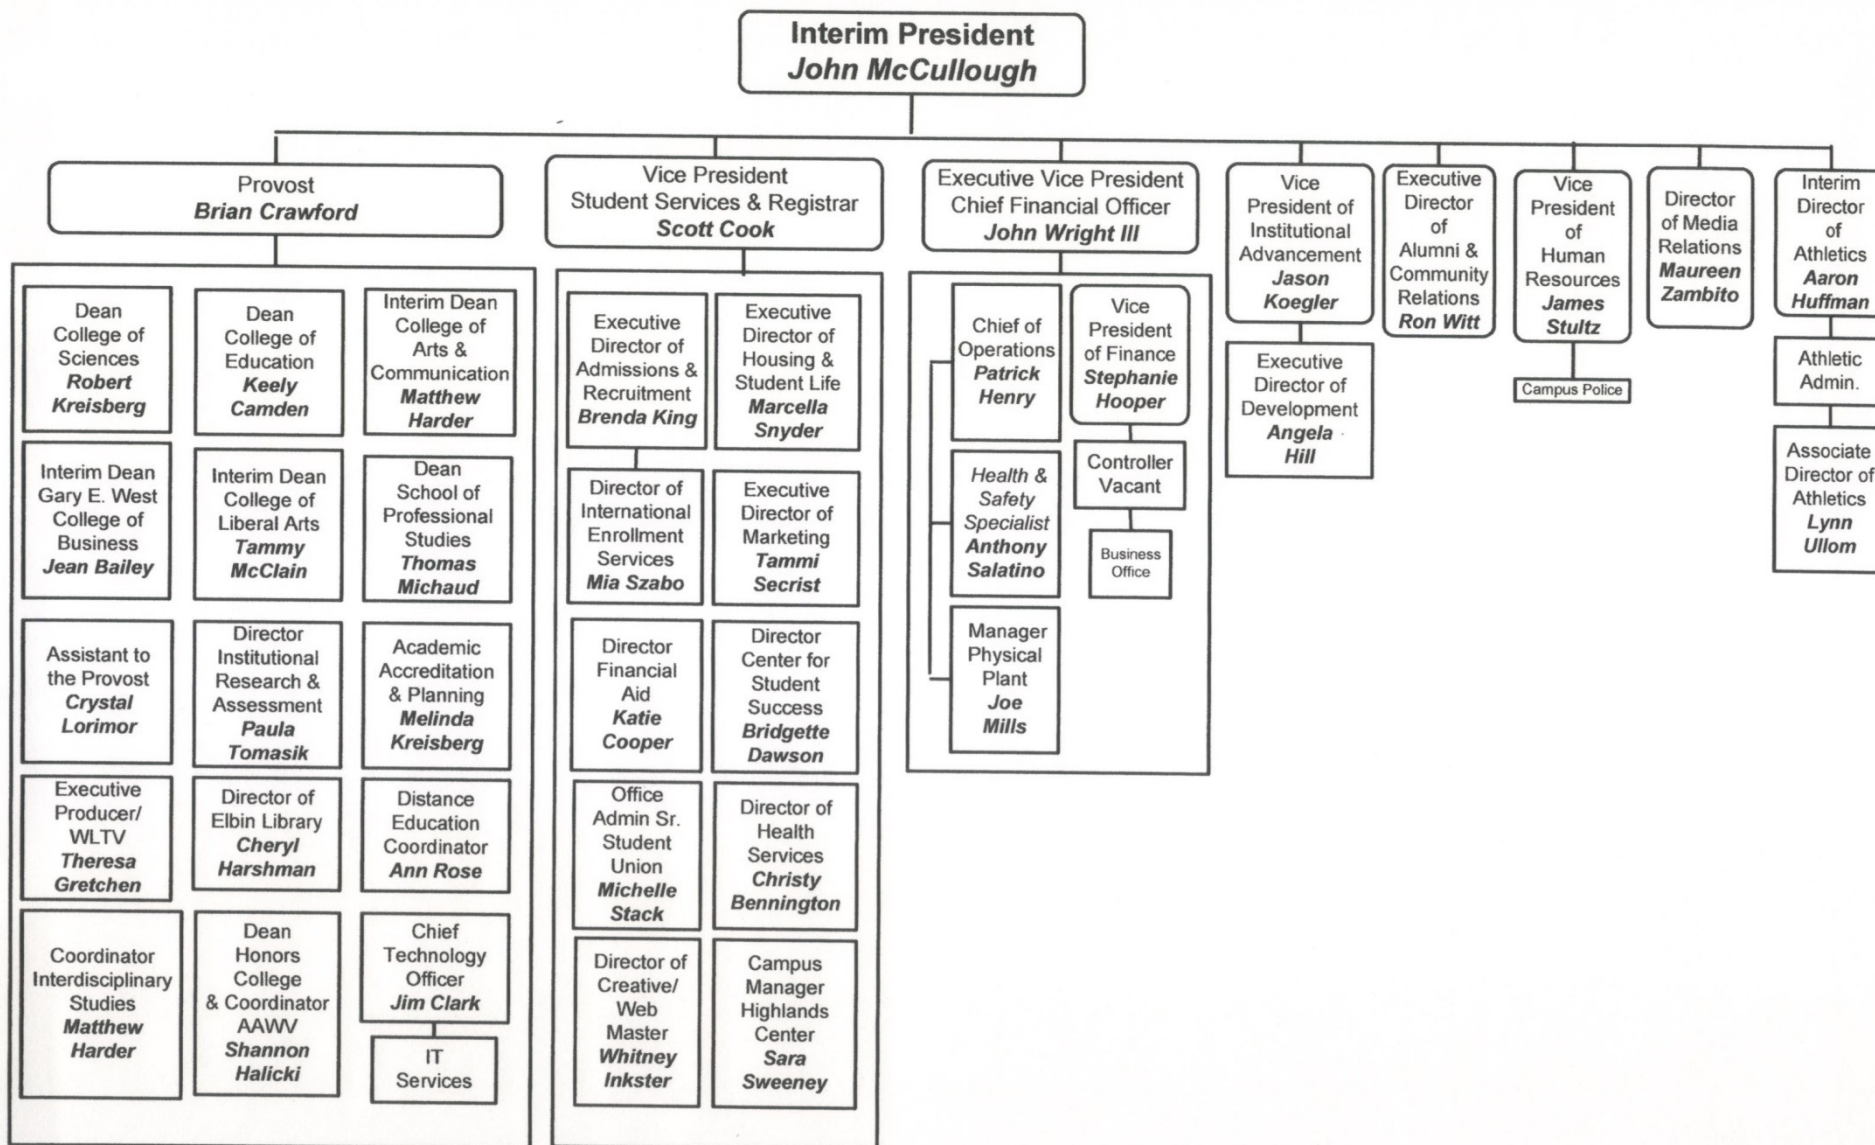 Interim President
John McCullough
Provost
Brian Crawford
Vice President
Student Services & Registrar
Scott Cook
Executive Vice President
Chief Financial Officer
John Wright III
Vice
President of
Institutional
Advancement
Jason
Koegler
Executive
Director
of
Alumni &
Community
Relations
Ron Witt
Vice
President
of
Human
Resources
James
Stultz
Director
of Media
Relations
Maureen
Zambito
Interim
Director
of
Athletics
Aaron
Huffman
Dean
College of
Sciences
Robert
Kreisberg
Dean
College of
Education
Keely
Camden
Interim Dean
College of
Arts &
Communication
Matthew
Harder
Interim Dean
Gary E. West
College of
Business
Jean Bailey
Interim Dean
College of
Liberal Arts
Tammy
McClain
Dean
School of
Professional
Studies
Thomas
Michaud
Assistant to
the Provost
Crystal
Lorimor
Director
Institutional
Research &
Assessment
Paula
Tomasik
Academic
Accreditation
& Planning
Melinda
Kreisberg
Executive
Producer/
WLTV
Theresa
Gretchen
Director of
Elbin Library
Cheryl
Harshman
Distance
Education
Coordinator
Ann Rose
Coordinator
Interdisciplinary
Studies
Matthew
Harder
Dean
Honors
College
& Coordinator
AAWV
Shannon
Halicki
Chief
Technology
Officer
Jim Clark
IT
Services
Executive
Director of
Admissions &
Recruitment
Brenda King
Executive
Director of
Housing &
Student Life
Marcella
Snyder
Director of
International
Enrollment
Services
Mia Szabo
Executive
Director of
Marketing
Tammi
Secrist
Director
Financial
Aid
Katie
Cooper
Director
Center for
Student
Success
Bridgette
Dawson
Office
Admin Sr.
Student
Union
Michelle
Stack
Director of
Health
Services
Christy
Bennington
Director of
Creative/
Web
Master
Whitney
Inkster
Campus
Manager
Highlands
Center
Sara
Sweeney
Chief of
Operations
Patrick
Henry
Vice
President
of Finance
Stephanie
Hooper
Health &
Safety
Specialist
Anthony
Salatino
Controller
Vacant
Business
Office
Manager
Physical
Plant
Joe
Mills
Executive
Director of
Development
Angela
Hill
Campus Police
Athletic
Admin.
Associate
Director of
Athletics
Lynn
Ullom